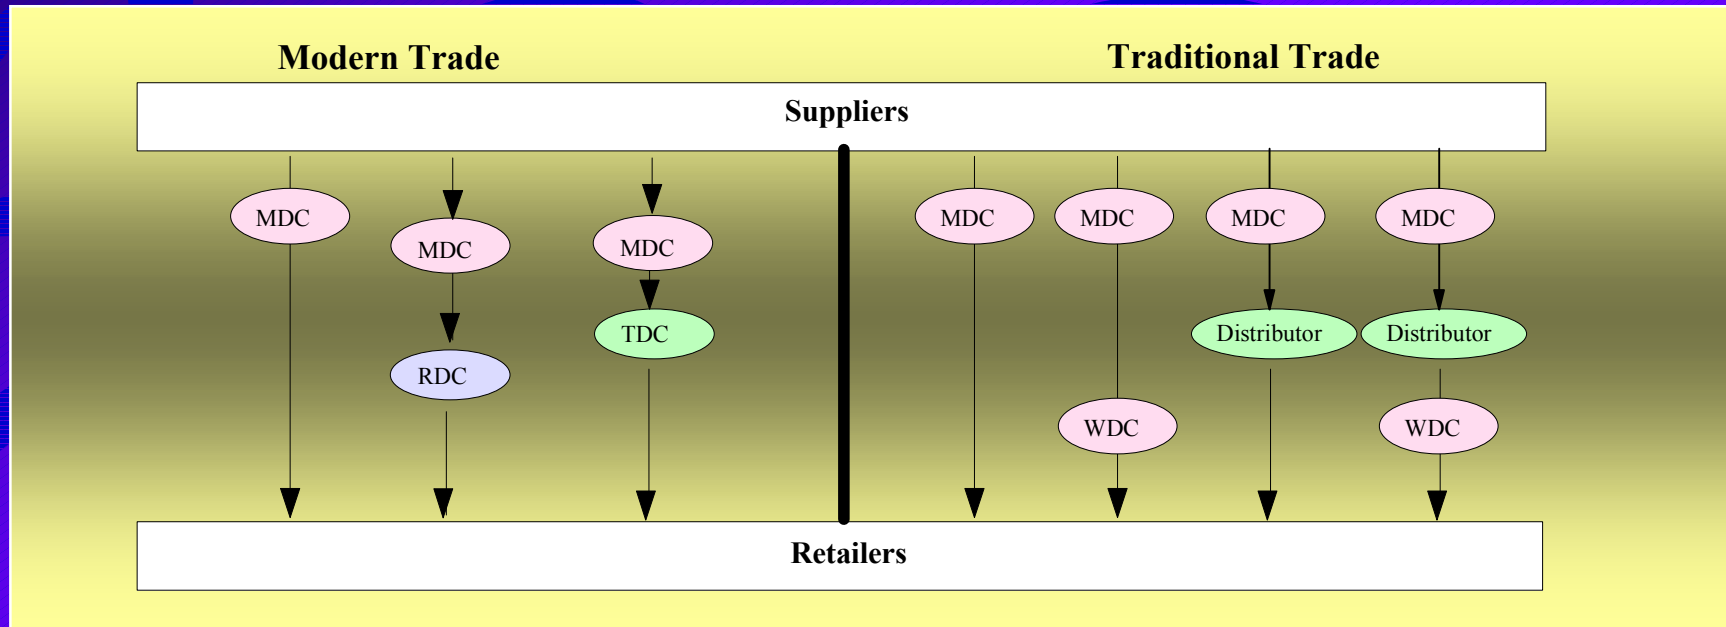 Modern Trade
Traditional Trade
Suppliers
MDC
MDC
MDC
MDC
MDC
MDC
MDC
TDC
Distributor
Distributor
RDC
WDC
WDC
Retailers